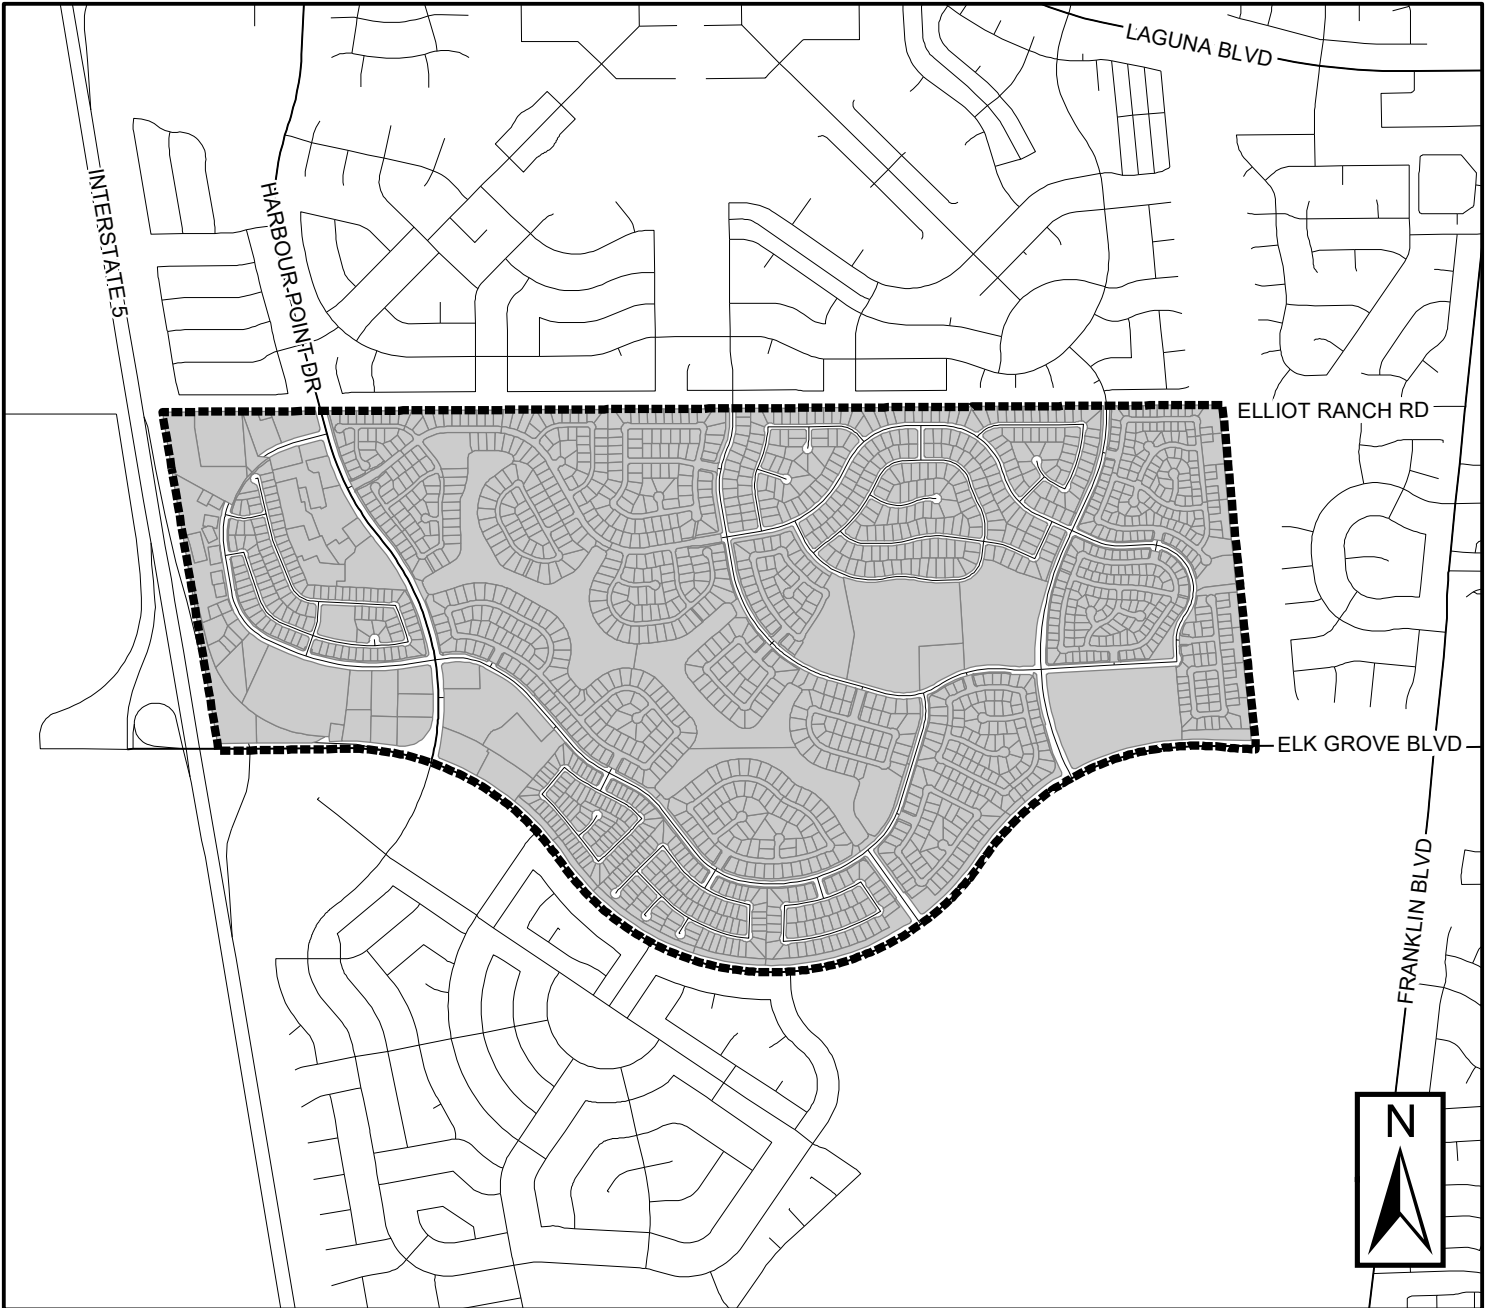 LAGUNA BLVD
INTERSTATE 5
HARBOUR POINT DR
ELLIOT RANCH RD
ELK GROVE BLVD
FRANKLIN BLVD
N